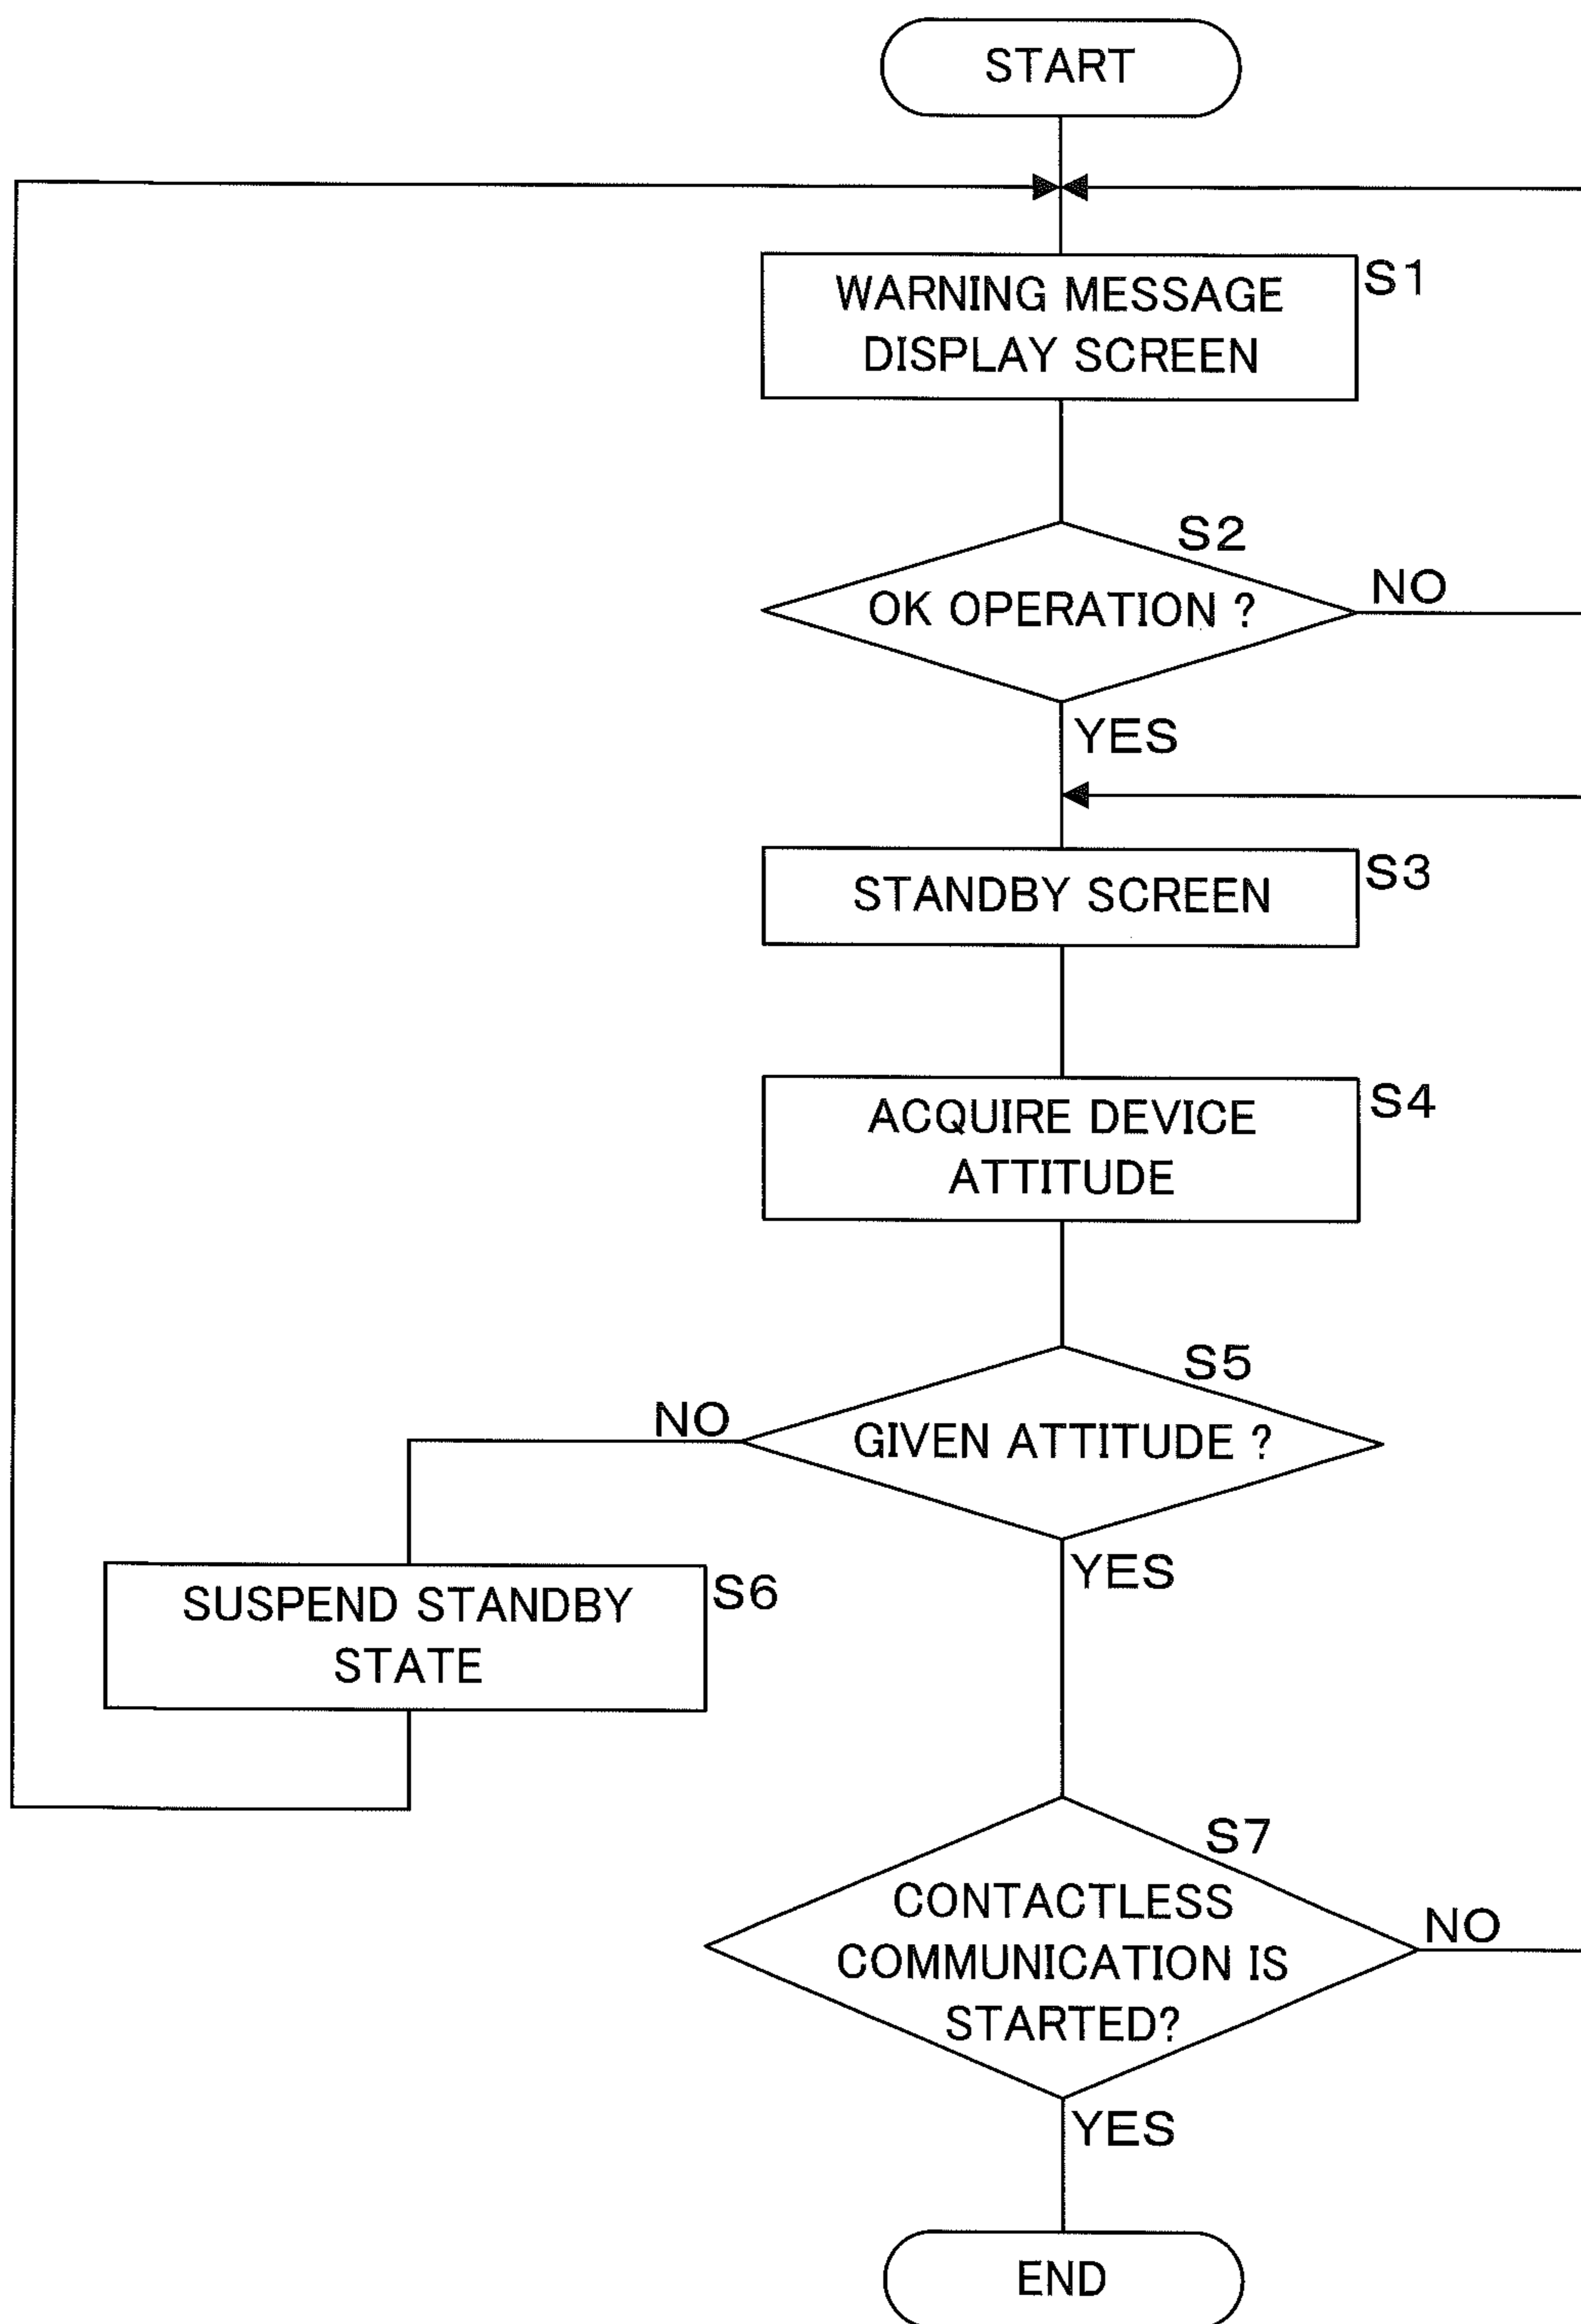 START
WARNING MESSAGE
DISPLAY SCREEN
S1
S2
OK OPERATION ?
NO
YES
STANDBY SCREEN
S3
ACQUIRE DEVICE
ATTITUDE
S4
S5
NO
GIVEN ATTITUDE ?
YES
SUSPEND STANDBY
STATE
S6
S7
CONTACTLESS
COMMUNICATION IS
STARTED?
NO
YES
END